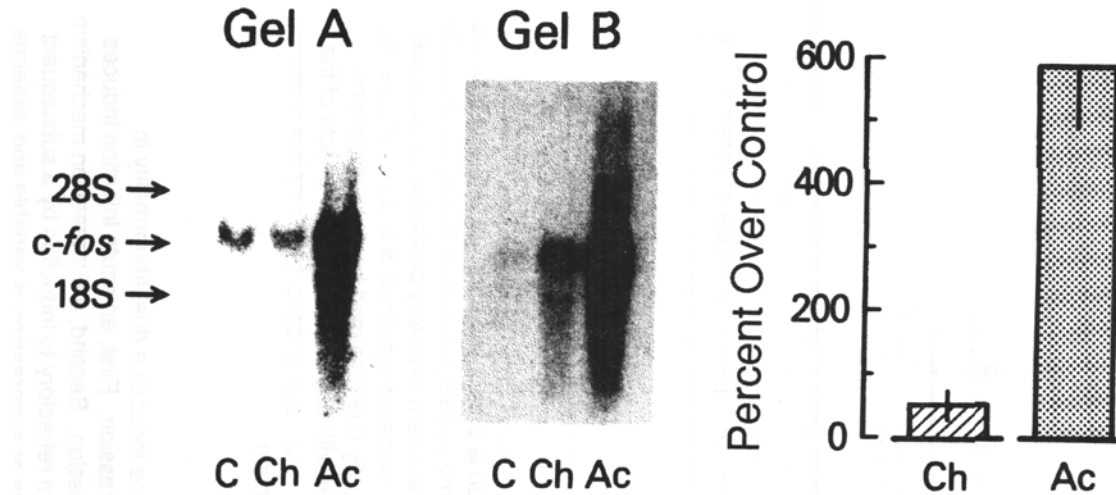 Gel A
Gel B
28S →
c-fos →
18S →
C Ch Ac
C Ch Ac
Percent Over Control
600
400
200
0
Ch
Ac